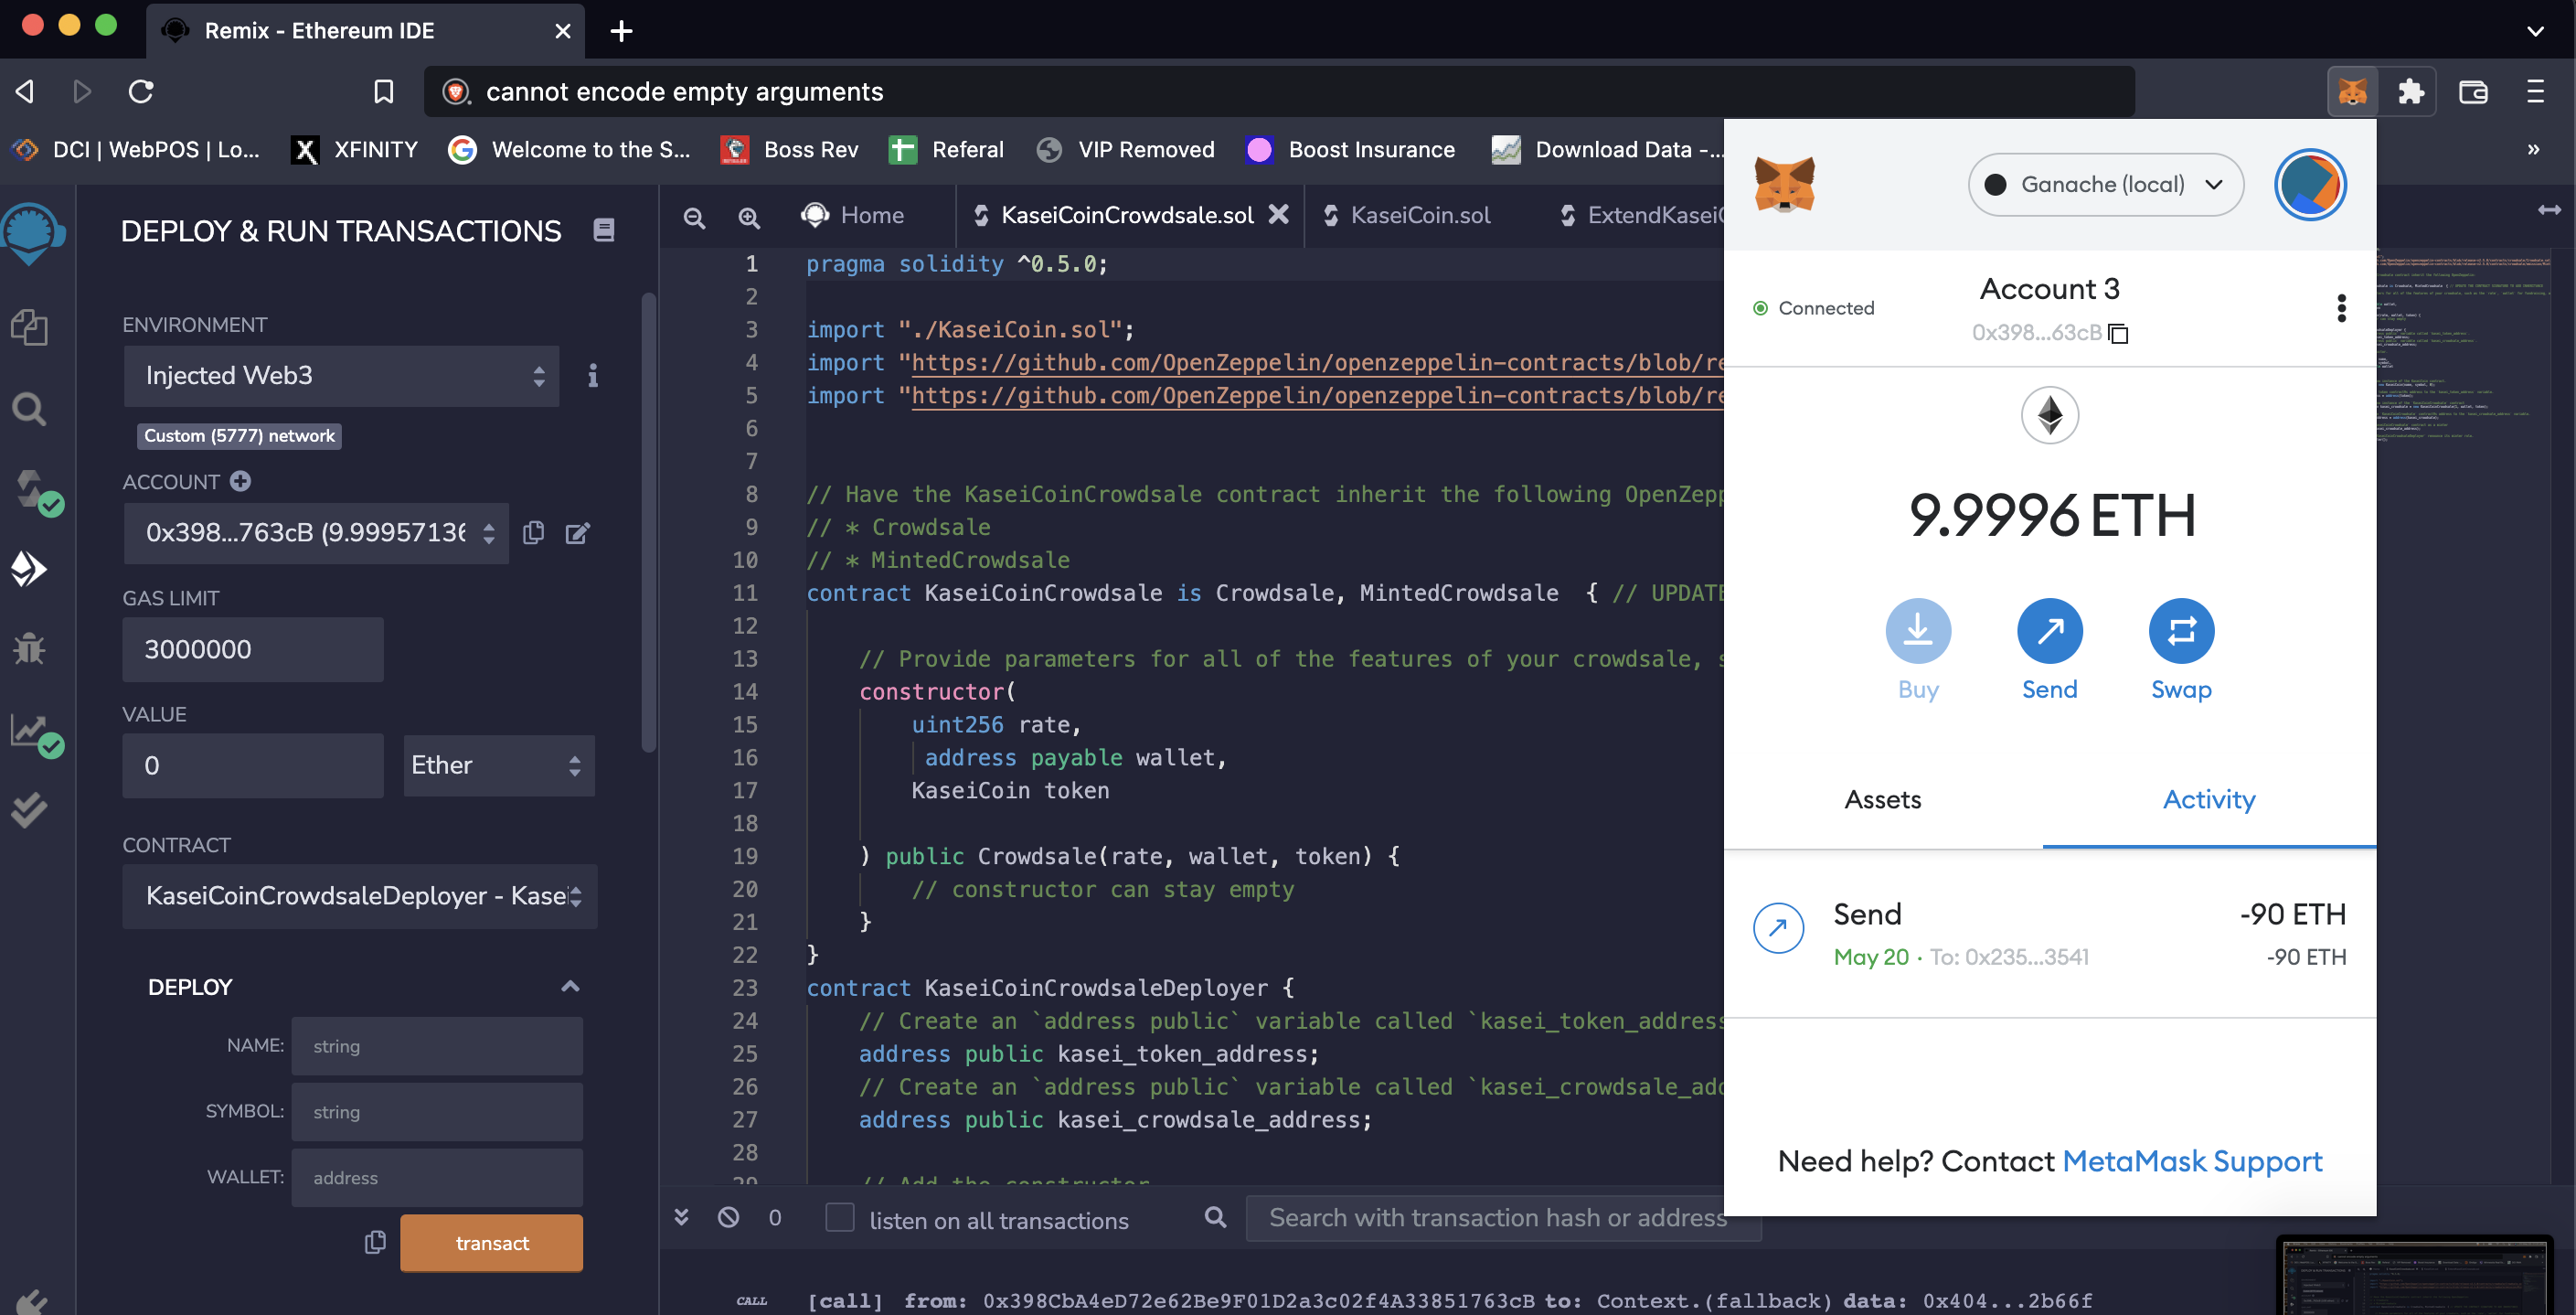 Remix - Ethereum IDE
cannot encode empty arguments
DCI | WebPOS | Lo...
XFINITY
Welcome to the S...
Boss Rev
Referal
VIP Removed
Boost Insurance
Download Data -...
»
DEPLOY & RUN TRANSACTIONS
ENVIRONMENT
Injected Web3
Custom (5777) network
ACCOUNT
0x398...763cB (9.9995713
GAS LIMIT
3000000
VALUE
0
Ether
CONTRACT
KaseiCoinCrowdsaleDeployer - Kasei
DEPLOY
NAME:
string
SYMBOL:
string
WALLET:
address
transact
Home
KaseiCoinCrowdsale.sol
KaseiCoin.sol
ExtendKaseiC
1 pragma solidity ^0.5.0;
2
3 import "./KaseiCoin.sol";
4 import "https://github.com/OpenZeppelin/openzeppelin-contracts/blob/re
5 import "https://github.com/OpenZeppelin/openzeppelin-contracts/blob/re
6
7
8 // Have the KaseiCoinCrowdsale contract inherit the following OpenZepp
9 // * Crowdsale
10 // * MintedCrowdsale
11 contract KaseiCoinCrowdsale is Crowdsale, MintedCrowdsale { // UPDATE
12
13 // Provide parameters for all of the features of your crowdsale, s
14 constructor(
15 uint256 rate,
16 address payable wallet,
17 KaseiCoin token
18
19 ) public Crowdsale(rate, wallet, token) {
20 // constructor can stay empty
21 }
22 }
23 contract KaseiCoinCrowdsaleDeployer {
24 // Create an `address public` variable called `kasei_token_address
25 address public kasei_token_address;
26 // Create an `address public` variable called `kasei_crowdsale_add
27 address public kasei_crowdsale_address;
28
29 // Add the constructor
0
listen on all transactions
Search with transaction hash or address
CALL [call] from: 0x398CbA4eD72e62Be9F01D2a3c02f4A33851763cB to: Context.(fallback) data: 0x404...2b66f
Ganache (local)
Connected
Account 3
0x398...63cB
9.9996 ETH
Buy
Send
Swap
Assets
Activity
Send
-90 ETH
May 20 · To: 0x235...3541
-90 ETH
Need help? Contact MetaMask Support